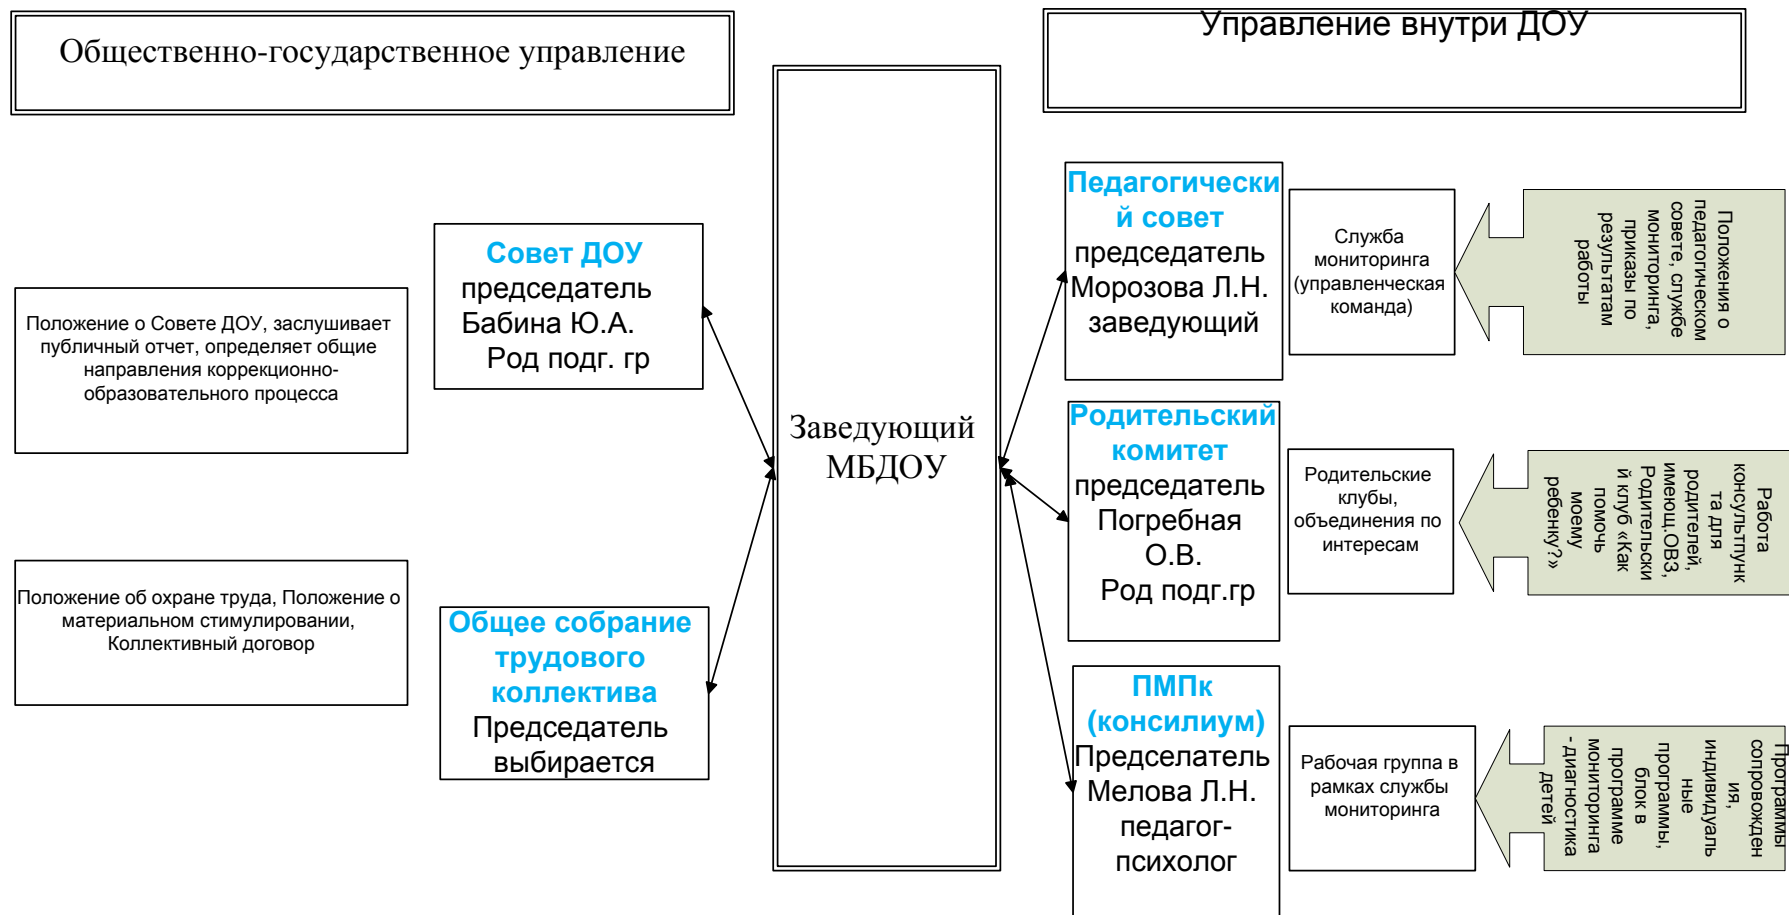 Общественно-государственное управление
Управление внутри ДОУ
Положение о Совете ДОУ, заслушивает
публичный отчет, определяет общие
направления коррекционно-
образовательного процесса
Совет ДОУ
председатель
Бабина Ю.А.
Род подг. гр
Положение об охране труда, Положение о
материальном стимулировании,
Коллективный договор
Общее собрание
трудового
коллектива
Председатель
выбирается
Заведующий
МБДОУ
Педагогически
й совет
председатель
Морозова Л.Н.
заведующий
Служба
мониторинга
(управленческая
команда)
Положения о
педагогическом
совете, службе
мониторинга,
приказы по
результатам
работы
Родительский
комитет
председатель
Погребная
О.В.
Род подг.гр
Родительские
клубы,
объединения по
интересам
Работа
консультпунк
та для
родителей,
имеющ.ОВЗ,
Родительски
й клуб «Как
помочь
моему
ребенку?»
ПМПк
(консилиум)
Преdselатель
Мелова Л.Н.
педагог-
психолог
Рабочая группа в
рамках службы
мониторинга
Программы
сопровожден
ия,
индивидуаль
ные
программы,
блок в
программе
мониторинга
- диагностика
детей